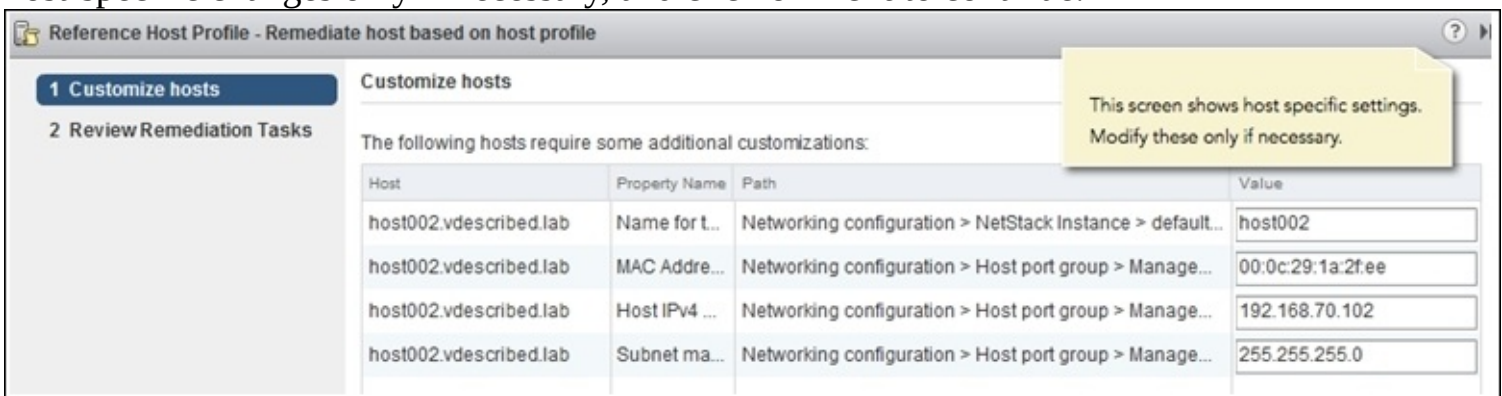 Reference Host Profile - Remediate host based on host profile
1 Customize hosts
2 Review Remediation Tasks
Customize hosts
This screen shows host specific settings.
Modify these only if necessary.
The following hosts require some additional customizations:
Host Property Name Path Value
host002.vdescribed.lab Name for t... Networking configuration > NetStack Instance > default... host002
host002.vdescribed.lab MAC Addre... Networking configuration > Host port group > Manage... 00:0c:29:1a:2f:ee
host002.vdescribed.lab Host IPv4 ... Networking configuration > Host port group > Manage... 192.168.70.102
host002.vdescribed.lab Subnet ma... Networking configuration > Host port group > Manage... 255.255.255.0